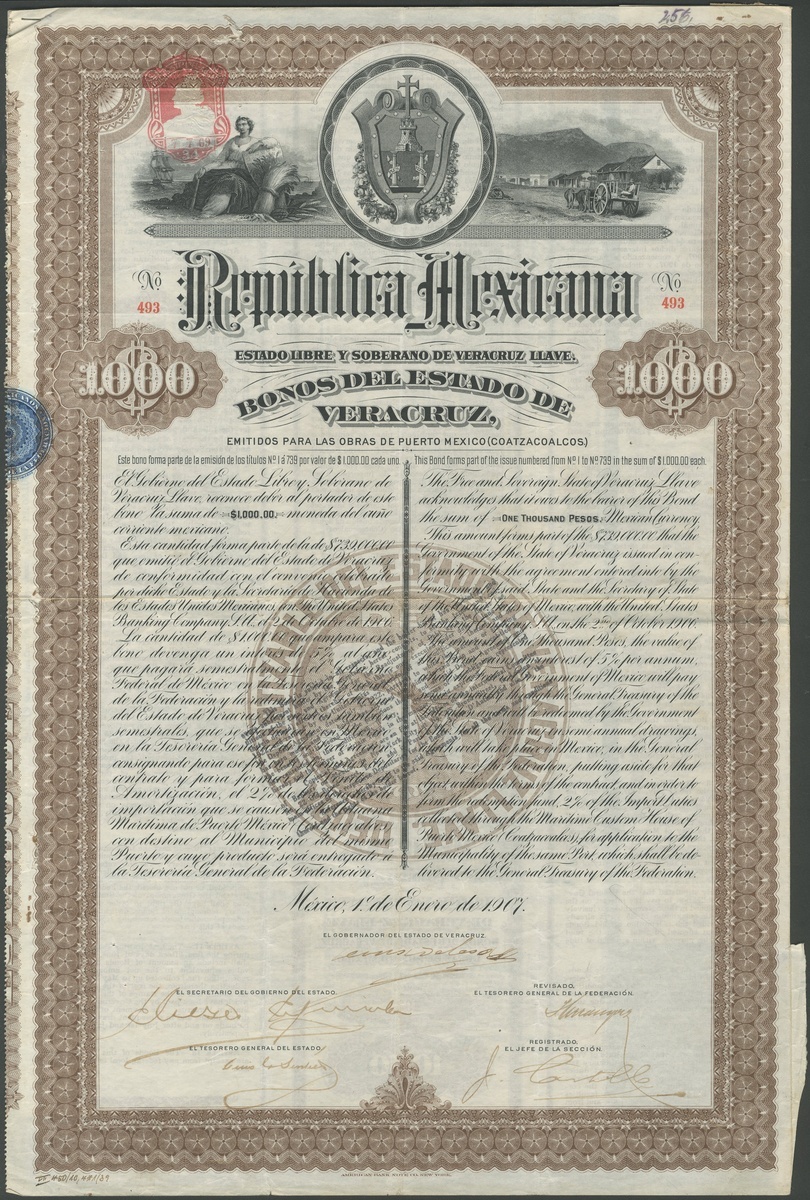 256
República Mexicana
Nº 493
Nº 493
ESTADO LIBRE Y SOBERANO DE VERACRUZ LLAVE.
$ 1.000
$ 1.000
BONOS DEL ESTADO DE
VERACRUZ,
EMITIDOS PARA LAS OBRAS DE PUERTO MEXICO (COATZACOALCOS.)
Este bono forma parte de la emisión de los títulos Nº 1 á 739 por valor de $ 1.000.00 cada uno.
El Gobierno del Estado Libre y Soberano de
Veracruz Llave, reconoce deber al portador de este
bono la suma de $1,000.00. moneda del cuño
corriente mexicano.
Esta cantidad forma parte de la de $739,000.00
que emitió el Gobierno del Estado de Veracruz
de conformidad con el convenio celebrado
por dicho Estado y la Secretaría de Hacienda de
los Estados Unidos Mexicanos, con the United States
Banking Company, S.A. el 2 de Octubre de 1906.
La cantidad de $1,000.00 que ampara este
bono devenga un interés de 5% al año
que pagará semestralmente el Gobierno
Federal de México en la Tesorería General
de la Federación y la
del Estado de Veracruz por sorteos también
semestrales, que se en México
en la Tesorería General de la Federación
consignando para ese fin
contrato y para formar el
Amortización, el 2% de los derechos de
importación que se causen en la Aduana
Marítima de Puerto México
con destino al Municipio del mismo
Puerto y cuyo producto será entregado a
la Tesorería General de la Federación.
This Bond forms part of the issue numbered from Nº 1 to Nº 739 in the sum of $1.000.00 each.
The Free and Sovereign State of Veracruz Llave
acknowledges that it owes to the bearer of this Bond
the sum of ONE THOUSAND PESOS. Mexican Currency.
This amount forms part of the $739,000.00 that the
Government of the State of Veracruz issued in con-
formity with the agreement entered into by the
Government of said State and the Secretary of State
of the United States of Mexico, with the United States
Banking Company, S.A. on the 2nd of October 1906.
The amount of One Thousand Pesos, the value of
this Bond, earns an interest of 5% per annum,
which the Federal Government of Mexico will pay
semi annually through the General Treasury of the
Federation and will be redeemed by the Government
of the State of Veracruz by semi annual drawings,
which will take place in Mexico, in the General
Treasury of the Federation, putting aside for that
object, within the terms of the contract, and in order to
form the redemption fund, 2% of the Import Duties
collected through the Maritime Custom House of
Puerto Mexico (Coatzacoalcos), for application to the
Municipality of the same Port, which shall be de-
livered to the General Treasury of the Federation.
México, 1º de Enero de 1907.
EL GOBERNADOR DEL ESTADO DE VERACRUZ.
EL SECRETARIO DEL GOBIERNO DEL ESTADO.
REVISADO,
EL TESORERO GENERAL DE LA FEDERACIÓN.
EL TESORERO GENERAL DEL ESTADO
REGISTRADO,
EL JEFE DE LA SECCIÓN.
AMERICAN BANK NOTE CO. NEW YORK.